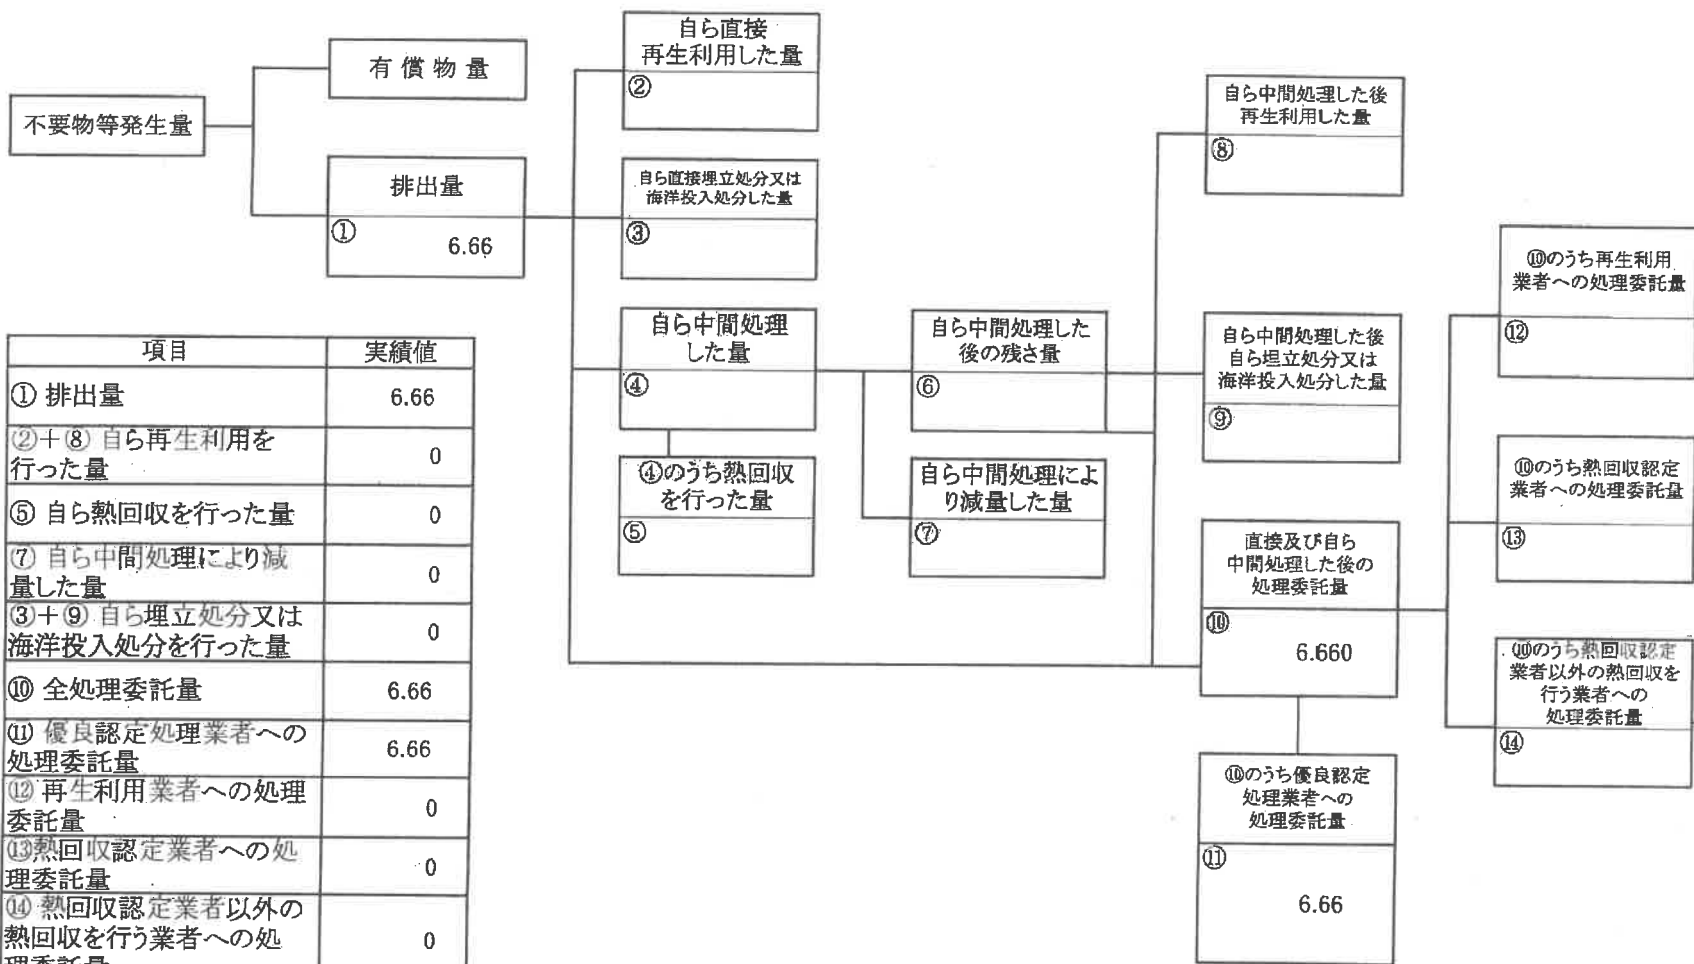 不要物等発生量
有償物量
排出量
①
6.66
自ら直接
再生利用した量
②
自ら直接埋立処分又は
海洋投入処分した量
③
自ら中間処理
した量
④
④のうち熱回収
を行った量
⑤
自ら中間処理した
後の残さ量
⑥
自ら中間処理によ
り減量した量
⑦
自ら中間処理した後
再生利用した量
⑧
自ら中間処理した後
自ら埋立処分又は
海洋投入処分した量
⑨
直接及び自ら
中間処理した後の
処理委託量
⑩
6.660
⑩のうち優良認定
処理業者への
処理委託量
⑪
6.66
⑩のうち再生利用
業者への処理委託量
⑫
⑩のうち熱回収認定
業者への処理委託量
⑬
⑩のうち熱回収認定
業者以外の熱回収を
行う業者への
処理委託量
⑭
項目 実績値
① 排出量 6.66
②+⑧ 自ら再生利用を
行った量 0
⑤ 自ら熱回収を行った量 0
⑦ 自ら中間処理により減
量した量 0
③+⑨ 自ら埋立処分又は
海洋投入処分を行った量 0
⑩ 全処理委託量 6.66
⑪ 優良認定処理業者への
処理委託量 6.66
⑫ 再生利用業者への処理
委託量 0
⑬熱回収認定業者への処
理委託量 0
⑭ 熱回収認定業者以外の
熱回収を行う業者への処 0
理委託量